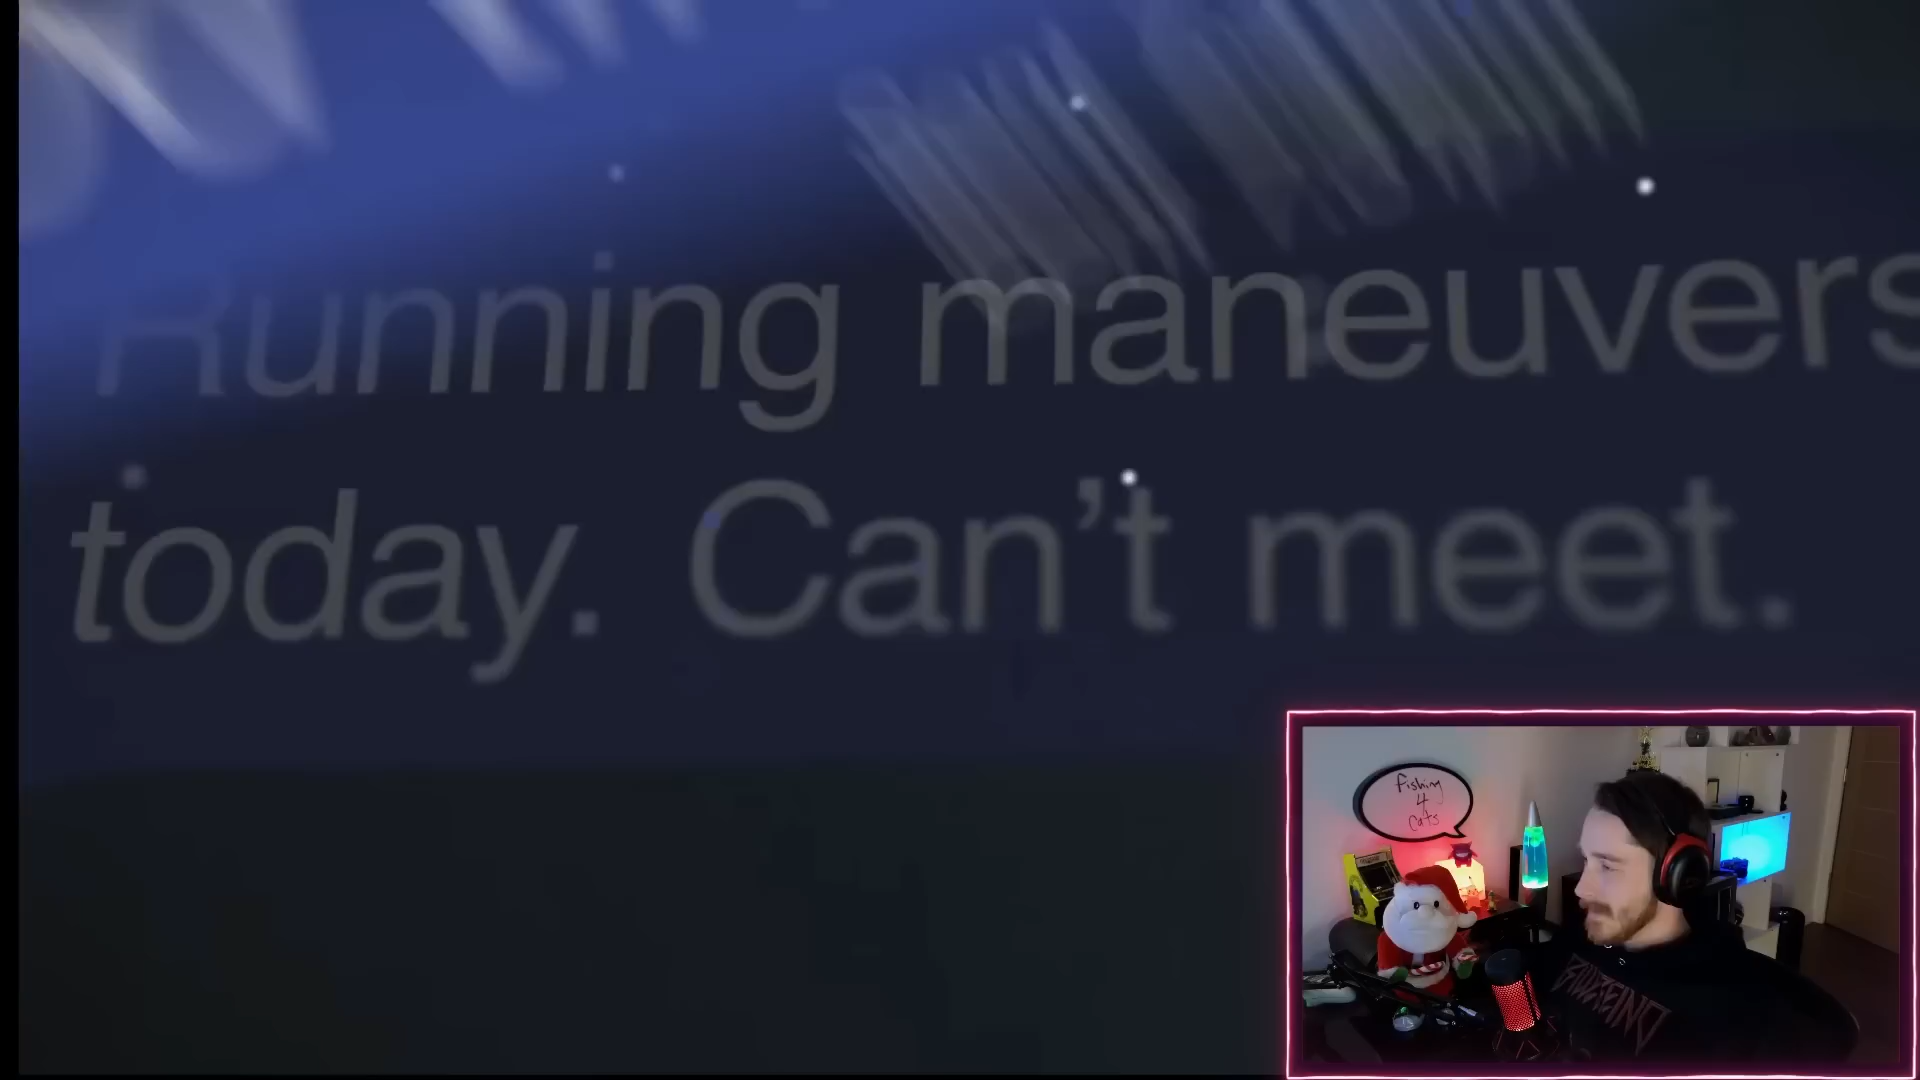 Running maneuvers
today. Can’t meet.
fishing
4
cats